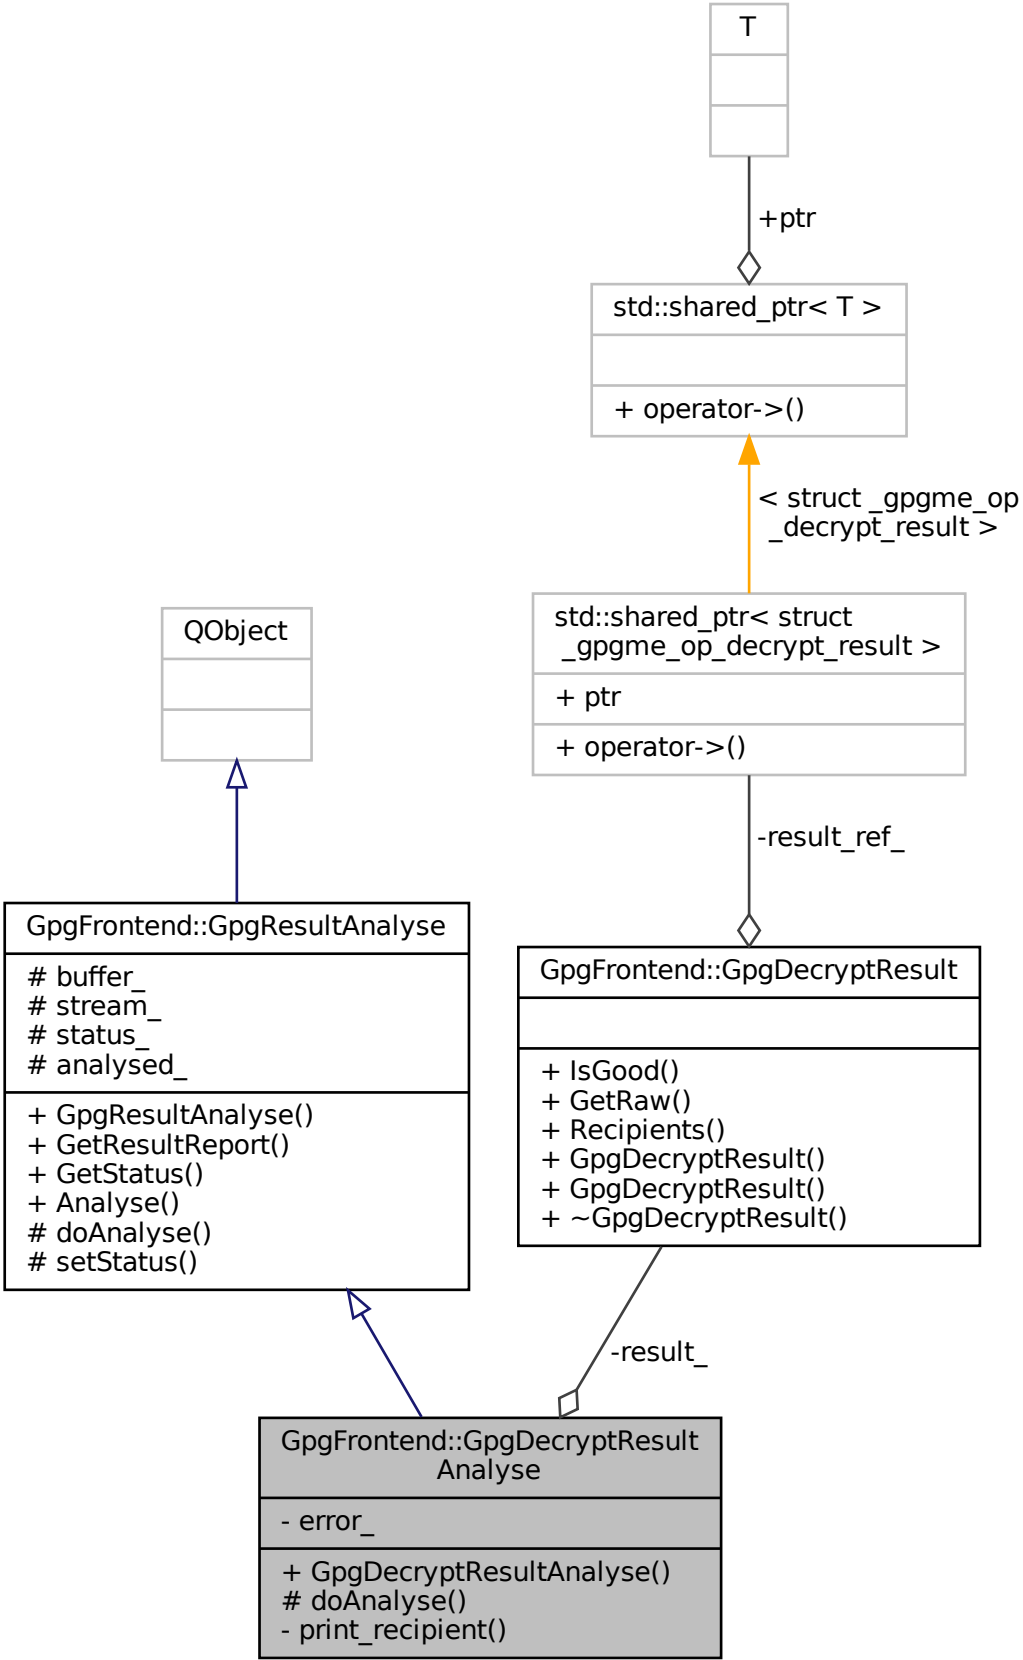 T
+ptr
std::shared_ptr< T >
+ operator->()
< struct _gpgme_op
_decrypt_result >
std::shared_ptr< struct
_gpgme_op_decrypt_result >
+ ptr
+ operator->()
QObject
-result_ref_
GpgFrontend::GpgResultAnalyse
# buffer_
# stream_
# status_
# analysed_
+ GpgResultAnalyse()
+ GetResultReport()
+ GetStatus()
+ Analyse()
# doAnalyse()
# setStatus()
GpgFrontend::GpgDecryptResult
+ IsGood()
+ GetRaw()
+ Recipients()
+ GpgDecryptResult()
+ GpgDecryptResult()
+ ~GpgDecryptResult()
-result_
GpgFrontend::GpgDecryptResult
Analyse
- error_
+ GpgDecryptResultAnalyse()
# doAnalyse()
- print_recipient()